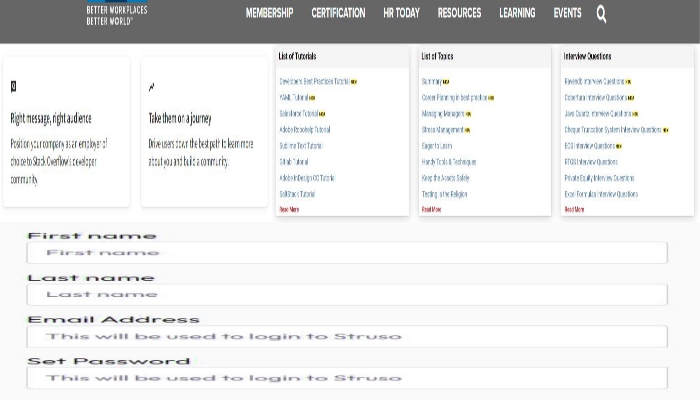 BETTER WORKPLACES
BETTER WORLD™
MEMBERSHIP CERTIFICATION HR TODAY RESOURCES LEARNING EVENTS
Right message, right audience
Position your company as an employer of
choice to Stack Overflow's developer
community.
Take them on a journey
Drive users down the best path to learn more
about you and build a community.
List of Tutorials
Developers Best Practices Tutorial NEW
YAML Tutorial NEW
Salesforce Tutorial NEW
Adobe Robohelp Tutorial
Sublime Text Tutorial
GitLab Tutorial
Adobe InDesign CC Tutorial
SaltStack Tutorial
Read More
List of Topics
Summary NEW
Career Planning in best practice NEW
Managing Managers NEW
Stress Management NEW
Eager to Learn
Handy Tools & Techniques
Keep the Assets Safely
Testing is the Religion
Read More
Interview Questions
Ravendb Interview Questions NEW
Cobertura Interview Questions NEW
Java Quartz Interview Questions NEW
Cheque Truncation System Interview Questions NEW
ECS Interview Questions NEW
RTGS Interview Questions
Private Equity Interview Questions
Excel Formulas Interview Questions
Read More
First name
First name
Last name
Last name
Email Address
This will be used to login to Struso
Set Password
This will be used to login to Struso